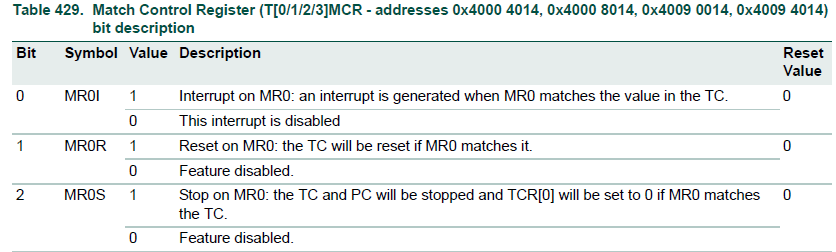 Table 429. Match Control Register (T[0/1/2/3]MCR - addresses 0x4000 4014, 0x4000 8014, 0x4009 0014, 0x4009 4014)
bit description
Bit Symbol Value Description Reset
Value
0 MR0I 1 Interrupt on MR0: an interrupt is generated when MR0 matches the value in the TC. 0
0 This interrupt is disabled
1 MR0R 1 Reset on MR0: the TC will be reset if MR0 matches it. 0
0 Feature disabled.
2 MR0S 1 Stop on MR0: the TC and PC will be stopped and TCR[0] will be set to 0 if MR0 matches 0
the TC.
0 Feature disabled.